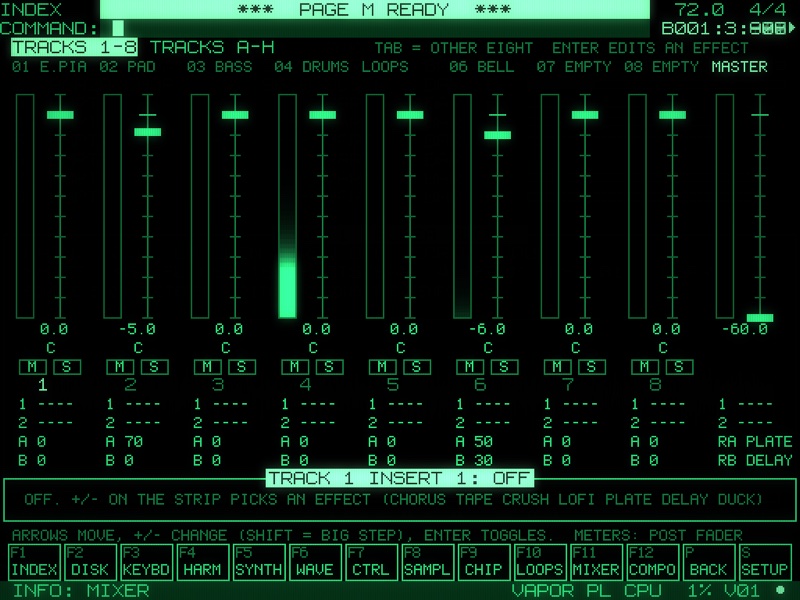 INDEX *** PAGE M READY *** 72.0 4/4
COMMAND: B001:3:
TRACKS 1-8 TRACKS A-H TAB = OTHER EIGHT ENTER EDITS AN EFFECT
01 E.PIA 02 PAD 03 BASS 04 DRUMS LOOPS 06 BELL 07 EMPTY 08 EMPTY MASTER
0.0 -5.0 0.0 0.0 0.0 -6.0 0.0 0.0 -60.0
C C C C C C C C
M S M S M S M S M S M S M S M S
1 2 3 4 5 6 7 8
1 ---- 1 ---- 1 ---- 1 ---- 1 ---- 1 ---- 1 ---- 1 ---- 1 ----
2 ---- 2 ---- 2 ---- 2 ---- 2 ---- 2 ---- 2 ---- 2 ---- 2 ----
A 0 A 70 A 0 A 0 A 0 A 50 A 0 A 0 RA PLATE
B 0 B 0 B 0 B 0 B 0 B 30 B 0 B 0 RB DELAY
TRACK 1 INSERT 1: OFF
OFF. +/- ON THE STRIP PICKS AN EFFECT (CHORUS TAPE CRUSH LOFI PLATE DELAY DUCK)
ARROWS MOVE, +/- CHANGE (SHIFT = BIG STEP), ENTER TOGGLES. METERS: POST FADER
F1 F2 F3 F4 F5 F6 F7 F8 F9 F10 F11 F12 P S
INDEX DISK KEYBD HARM SYNTH WAVE CTRL SAMPL CHIP LOOPS MIXER COMPO BACK SETUP
INFO: MIXER VAPOR PL CPU 1% V01